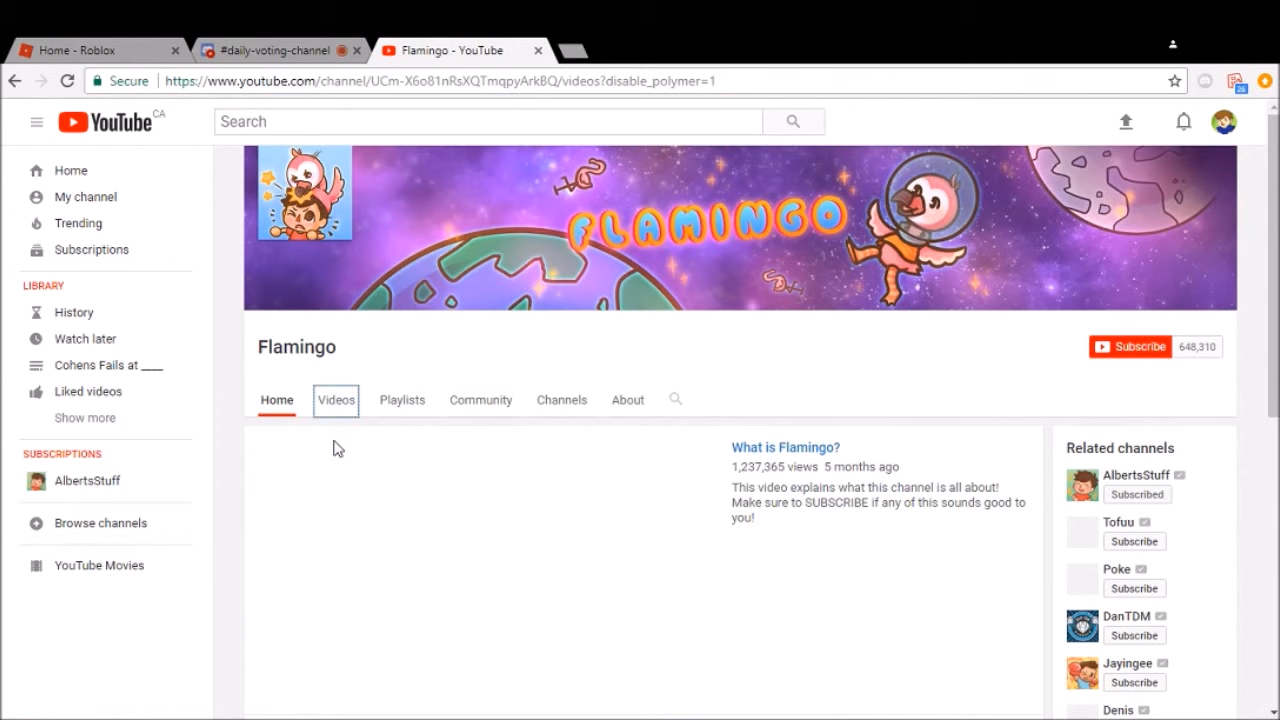 Home - Roblox
#daily-voting-channel
Flamingo - YouTube
Secure
https://www.youtube.com/channel/UCm-X6o81nRsXQTmqpyArkBQ/videos?disable_polymer=1
26
YouTube CA
Search
Home
My channel
Trending
Subscriptions
LIBRARY
History
Watch later
Cohens Fails at ____
Liked videos
Show more
SUBSCRIPTIONS
AlbertsStuff
Browse channels
YouTube Movies
FLAMINGO
Flamingo
Subscribe 648,310
Home Videos Playlists Community Channels About
What is Flamingo?
1,237,365 views 5 months ago
This video explains what this channel is all about!
Make sure to SUBSCRIBE if any of this sounds good to
you!
Related channels
AlbertsStuff
Subscribed
Tofuu
Subscribe
Poke
Subscribe
DanTDM
Subscribe
Jayingee
Subscribe
Denis